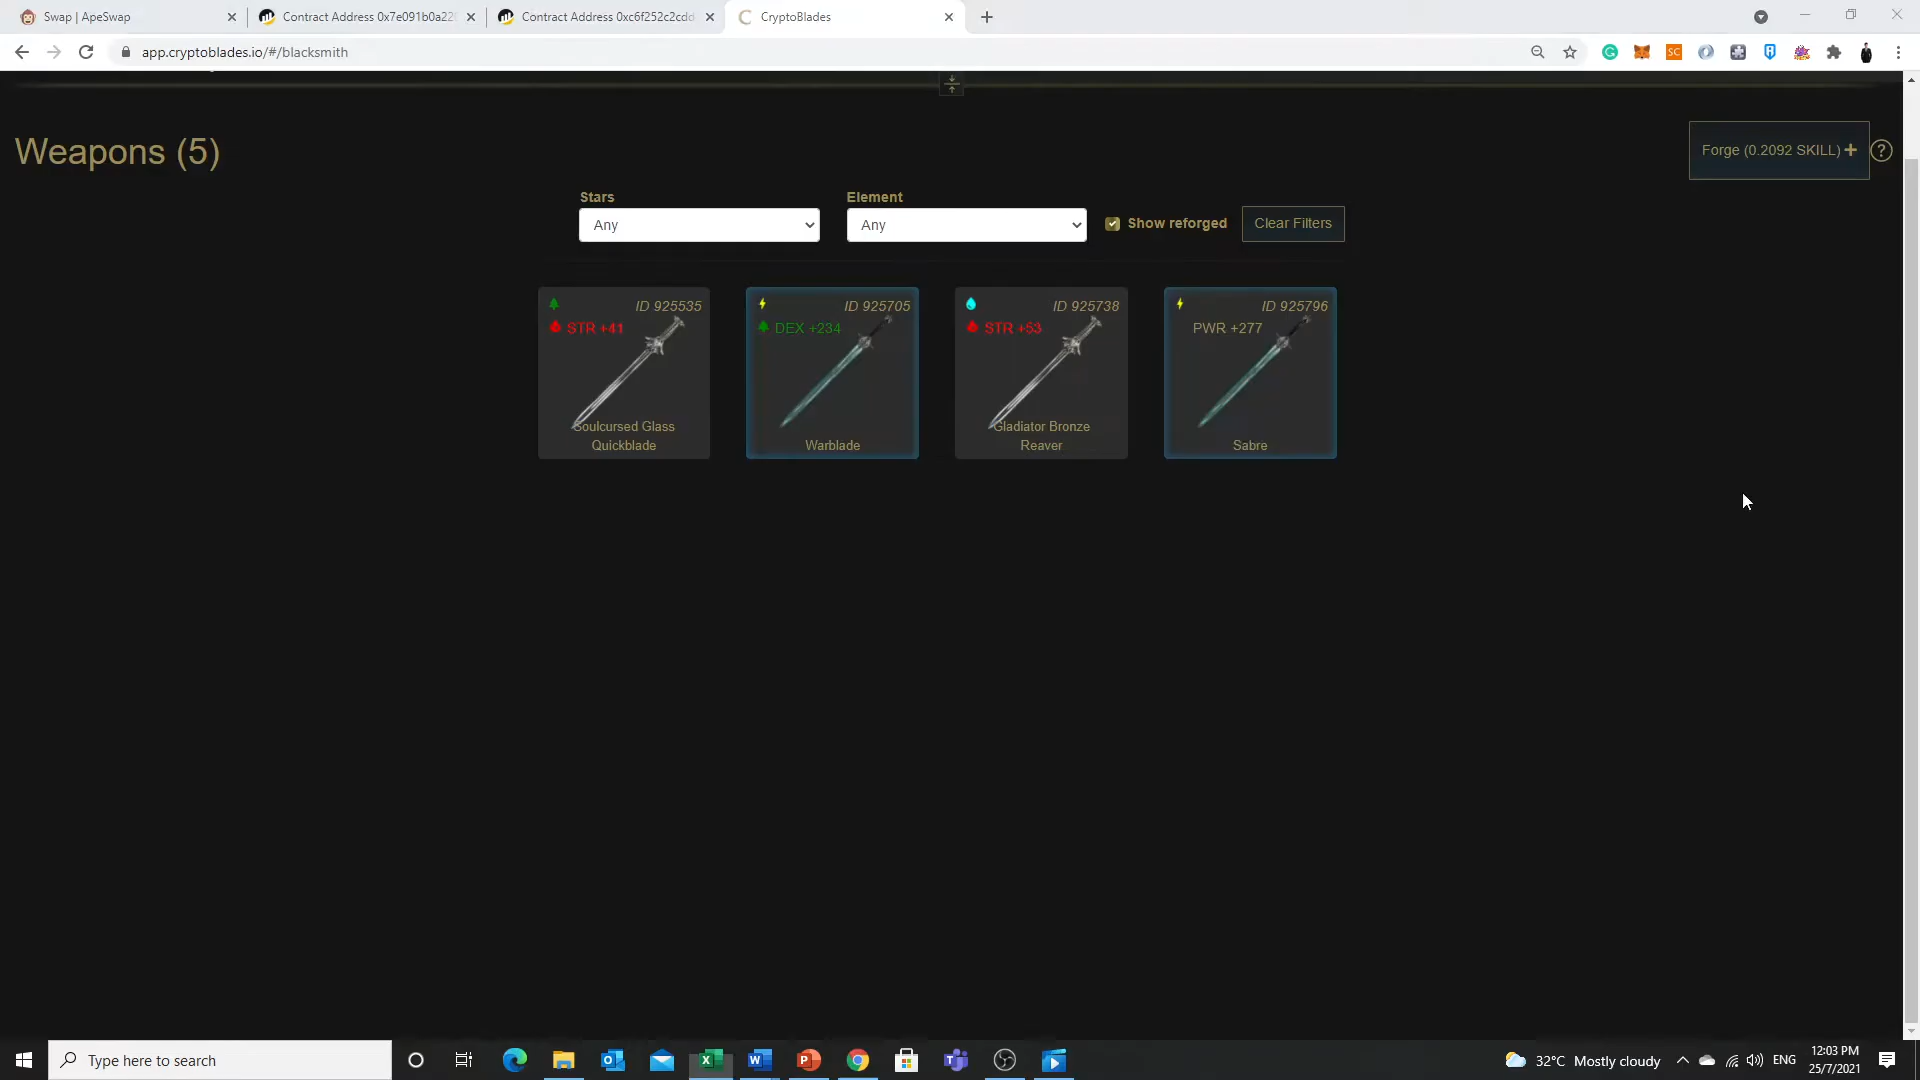 Swap | ApeSwap
Contract Address 0x7e091b0a22
Contract Address 0xc6f252c2cdd
CryptoBlades
app.cryptoblades.io/#/blacksmith
SC
Weapons (5)
Forge (0.2092 SKILL) +
?
Stars
Element
Any
Any
Show reforged
Clear Filters
ID 925535
STR +41
Soulcursed Glass
Quickblade
ID 925705
DEX +234
Warblade
ID 925738
STR +53
Gladiator Bronze
Reaver
ID 925796
PWR +277
Sabre
Type here to search
32°C Mostly cloudy
ENG
12:03 PM
25/7/2021